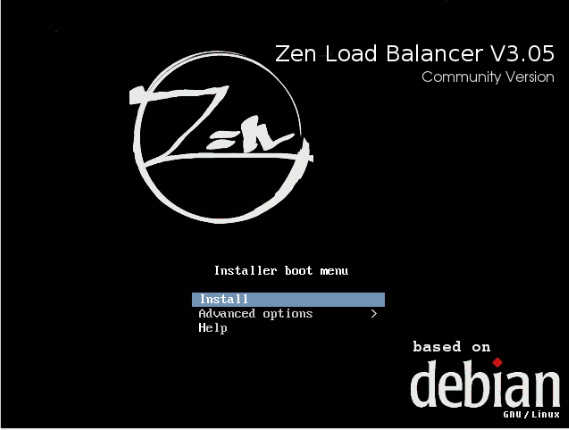 Zen Load Balancer V3.05
Community Version
Zen
Installer boot menu
Install
Advanced options >
Help
based on
debian
GNU/Linux